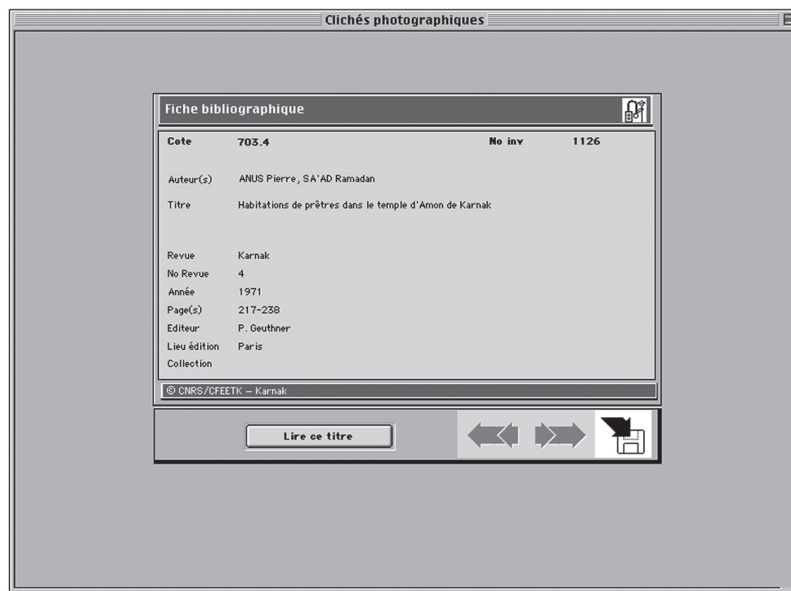 Clichés photographiques
Fiche bibliographique
Cote 703.4 No inv 1126
Auteur(s) ANUS Pierre, SA'AD Ramadan
Titre Habitations de prêtres dans le temple d'Amon de Karnak
Revue Karnak
No Revue 4
Année 1971
Page(s) 217-238
Editeur P. Geuthner
Lieu édition Paris
Collection
© CNRS/CFEETK – Karnak
Lire ce titre